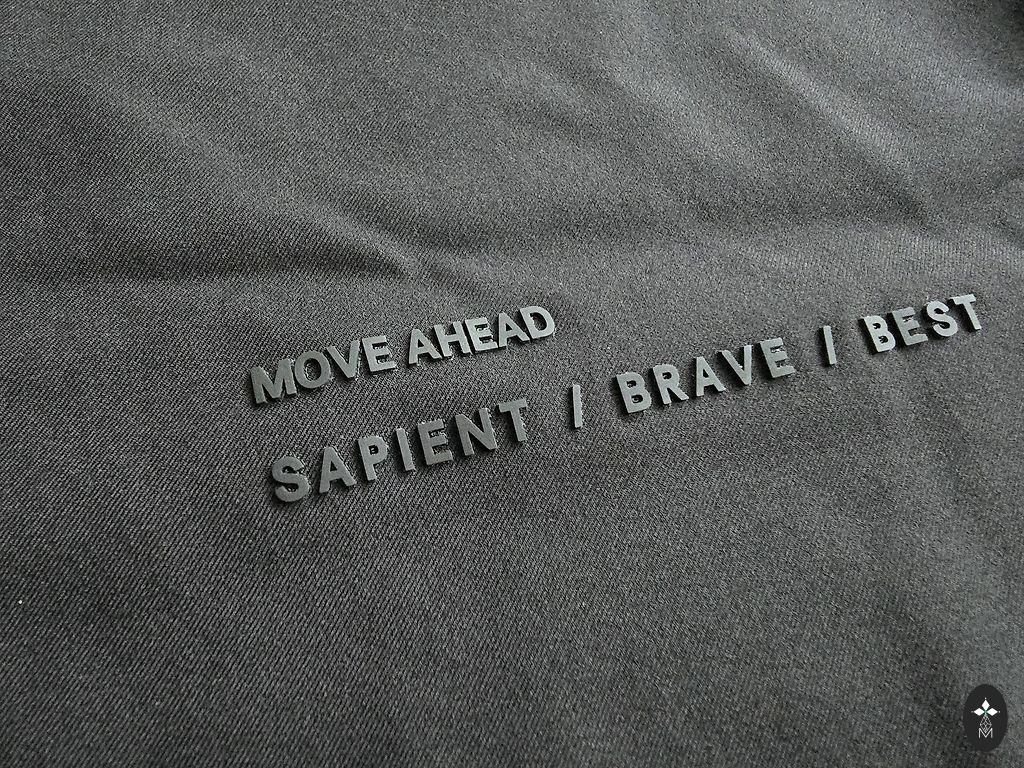 MOVE AHEAD
SAPIENT / BRAVE / BEST
M